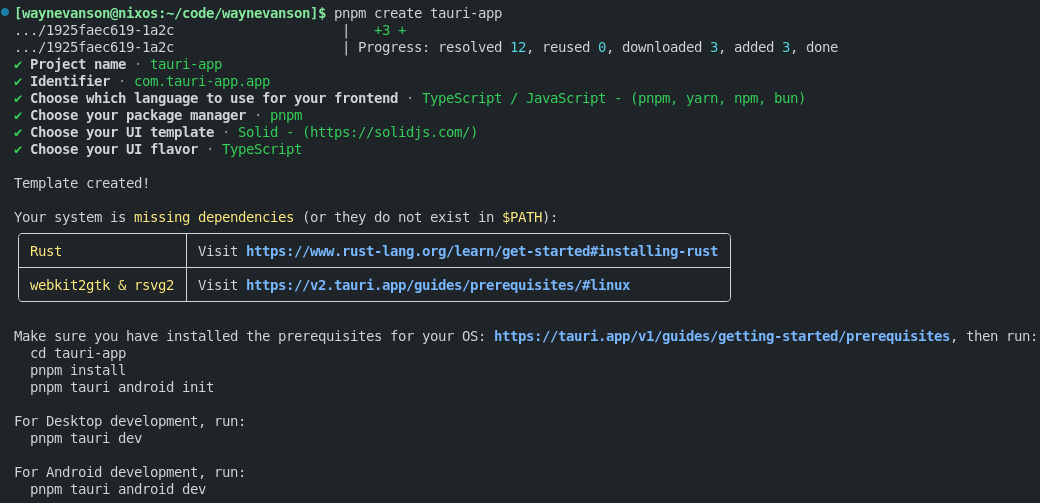 [waynevanson@nixos:~/code/waynevanson]$ pnpm create tauri-app
.../1925faec619-1a2c | +3 +
.../1925faec619-1a2c | Progress: resolved 12, reused 0, downloaded 3, added 3, done
✔ Project name · tauri-app
✔ Identifier · com.tauri-app.app
✔ Choose which language to use for your frontend · TypeScript / JavaScript - (pnpm, yarn, npm, bun)
✔ Choose your package manager · pnpm
✔ Choose your UI template · Solid - (https://solidjs.com/)
✔ Choose your UI flavor · TypeScript
Template created!
Your system is missing dependencies (or they do not exist in $PATH):
Rust Visit https://www.rust-lang.org/learn/get-started#installing-rust
webkit2gtk & rsvg2 Visit https://v2.tauri.app/guides/prerequisites/#linux
Make sure you have installed the prerequisites for your OS: https://tauri.app/v1/guides/getting-started/prerequisites, then run:
cd tauri-app
pnpm install
pnpm tauri android init
For Desktop development, run:
pnpm tauri dev
For Android development, run:
pnpm tauri android dev